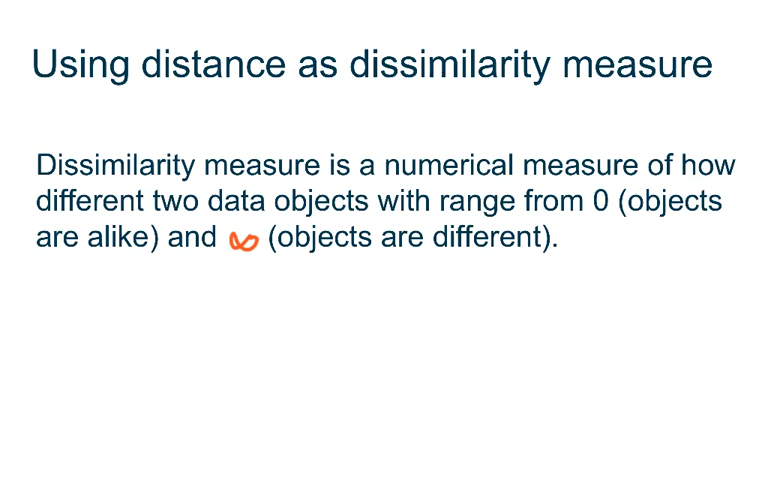 Using distance as dissimilarity measure
Dissimilarity measure is a numerical measure of how
different two data objects with range from 0 (objects
are alike) and ∞ (objects are different).